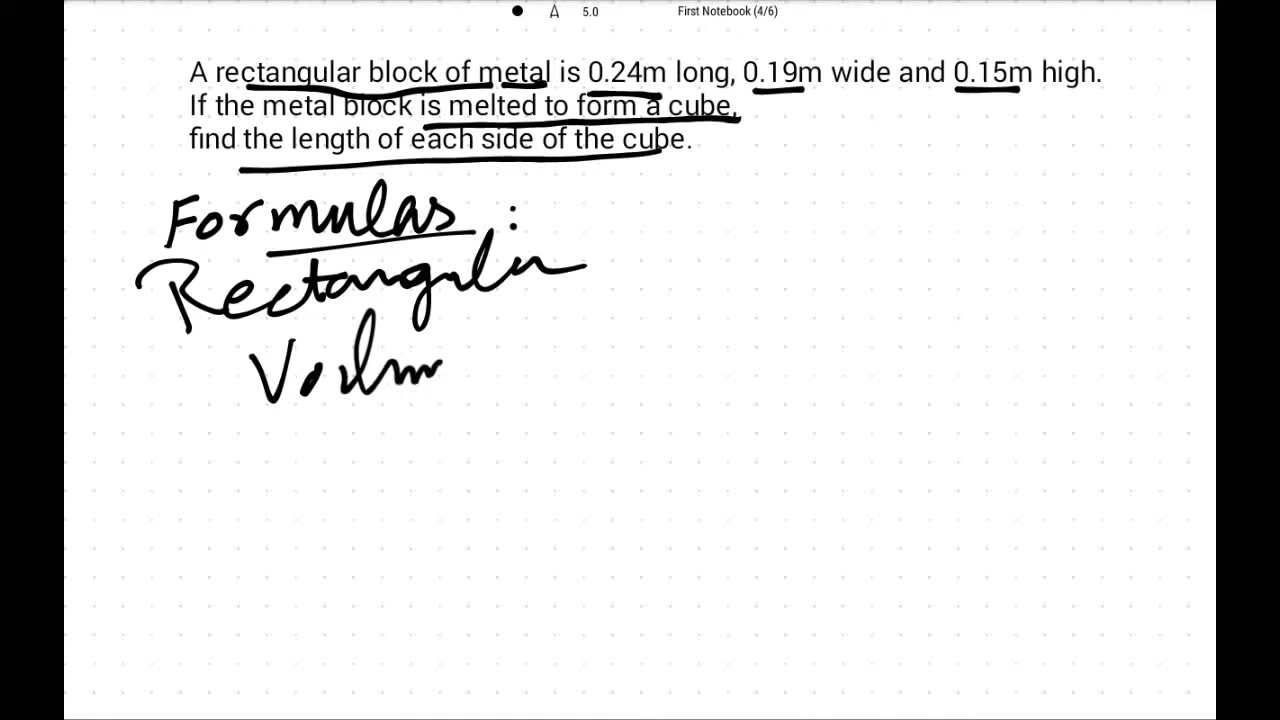 5.0 First Notebook (4/6)
A rectangular block of metal is 0.24m long, 0.19m wide and 0.15m high.
If the metal block is melted to form a cube,
find the length of each side of the cube.
Formulas :
Rectangular